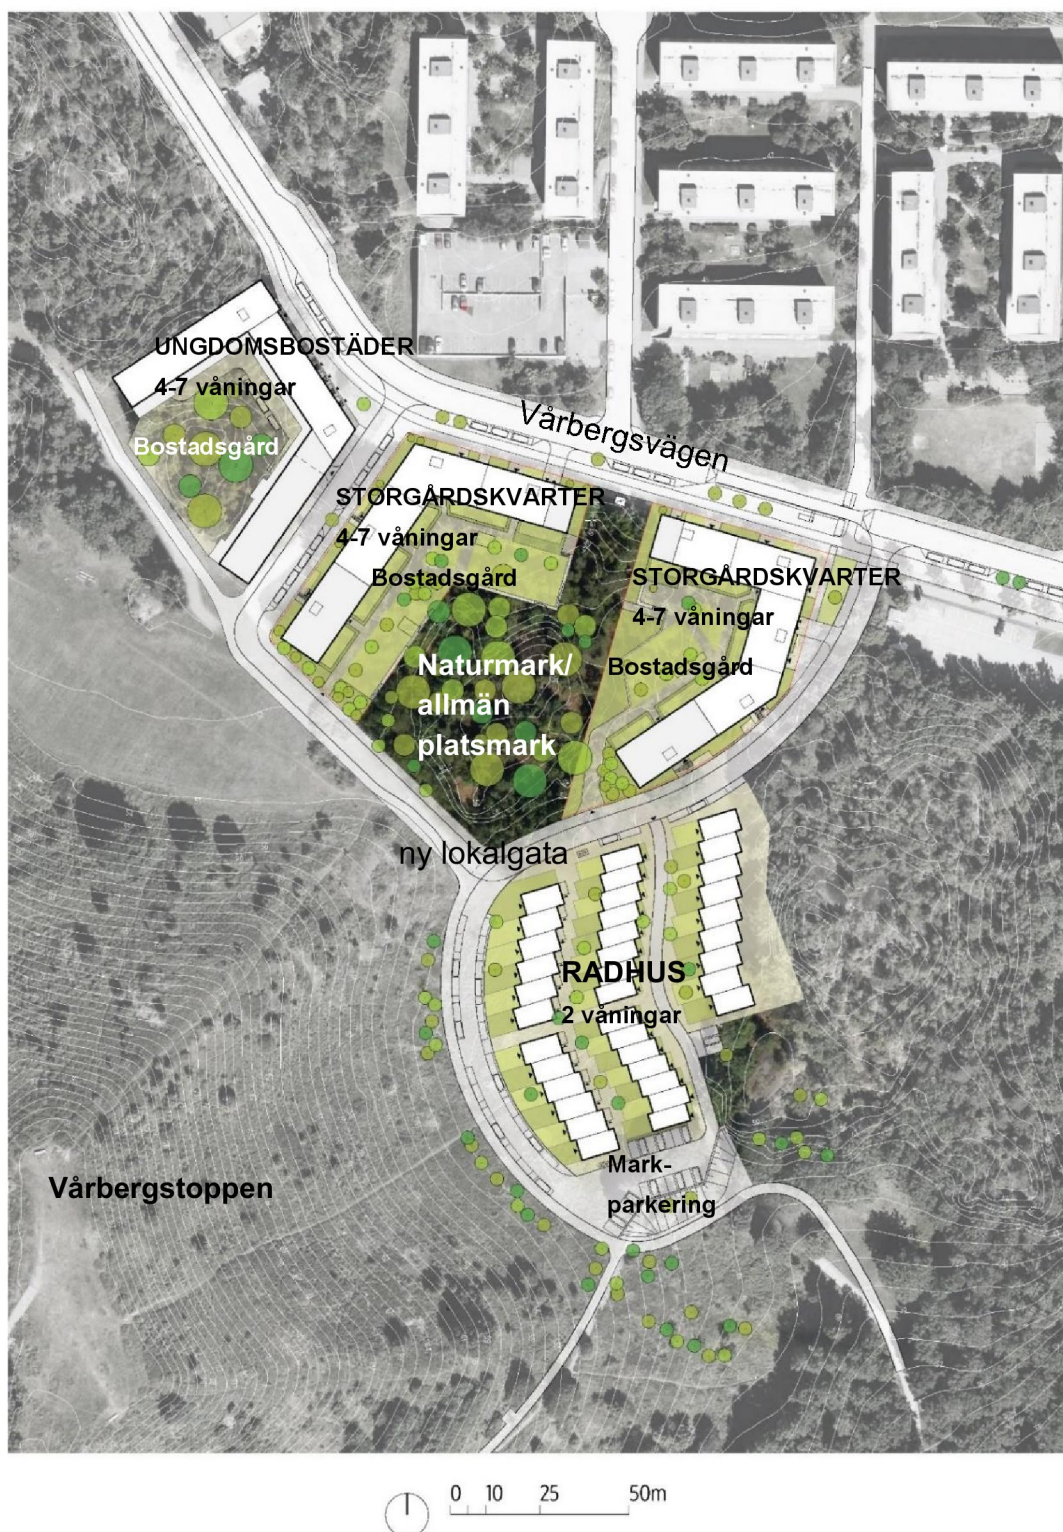 UNGDOMSBOSTÄDER
4-7 våningar
Bostadsgård
Vårbergsvägen
STORGÅRDSKVARTER
4-7 våningar
Bostadsgård
STORGÅRDSKVARTER
4-7 våningar
Bostadsgård
Naturmark/
allmän
platsmark
ny lokalgata
RADHUS
2 våningar
Mark-
parkering
Vårbergstoppen
0 10 25 50m